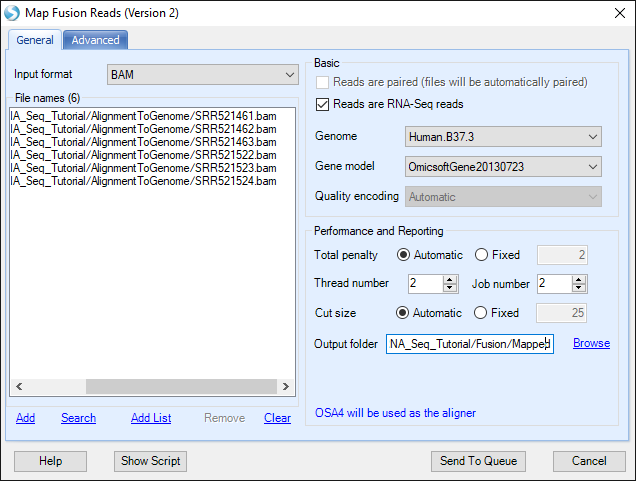 Map Fusion Reads (Version 2)
General Advanced
Input format BAM
File names (6)
IA_Seq_Tutorial/AlignmentToGenome/SRR521461.bam
IA_Seq_Tutorial/AlignmentToGenome/SRR521462.bam
IA_Seq_Tutorial/AlignmentToGenome/SRR521463.bam
IA_Seq_Tutorial/AlignmentToGenome/SRR521522.bam
IA_Seq_Tutorial/AlignmentToGenome/SRR521523.bam
IA_Seq_Tutorial/AlignmentToGenome/SRR521524.bam
Add Search Add List Remove Clear
Basic
Reads are paired (files will be automatically paired)
Reads are RNA-Seq reads
Genome Human.B37.3
Gene model OmicsoftGene20130723
Quality encoding Automatic
Perfomance and Reporting
Total penalty Automatic Fixed 2
Thread number 2 Job number 2
Cut size Automatic Fixed 25
Output folder NA_Seq_Tutorial/Fusion/Mapped Browse
OSA4 will be used as the aligner
Help Show Script Send To Queue Cancel